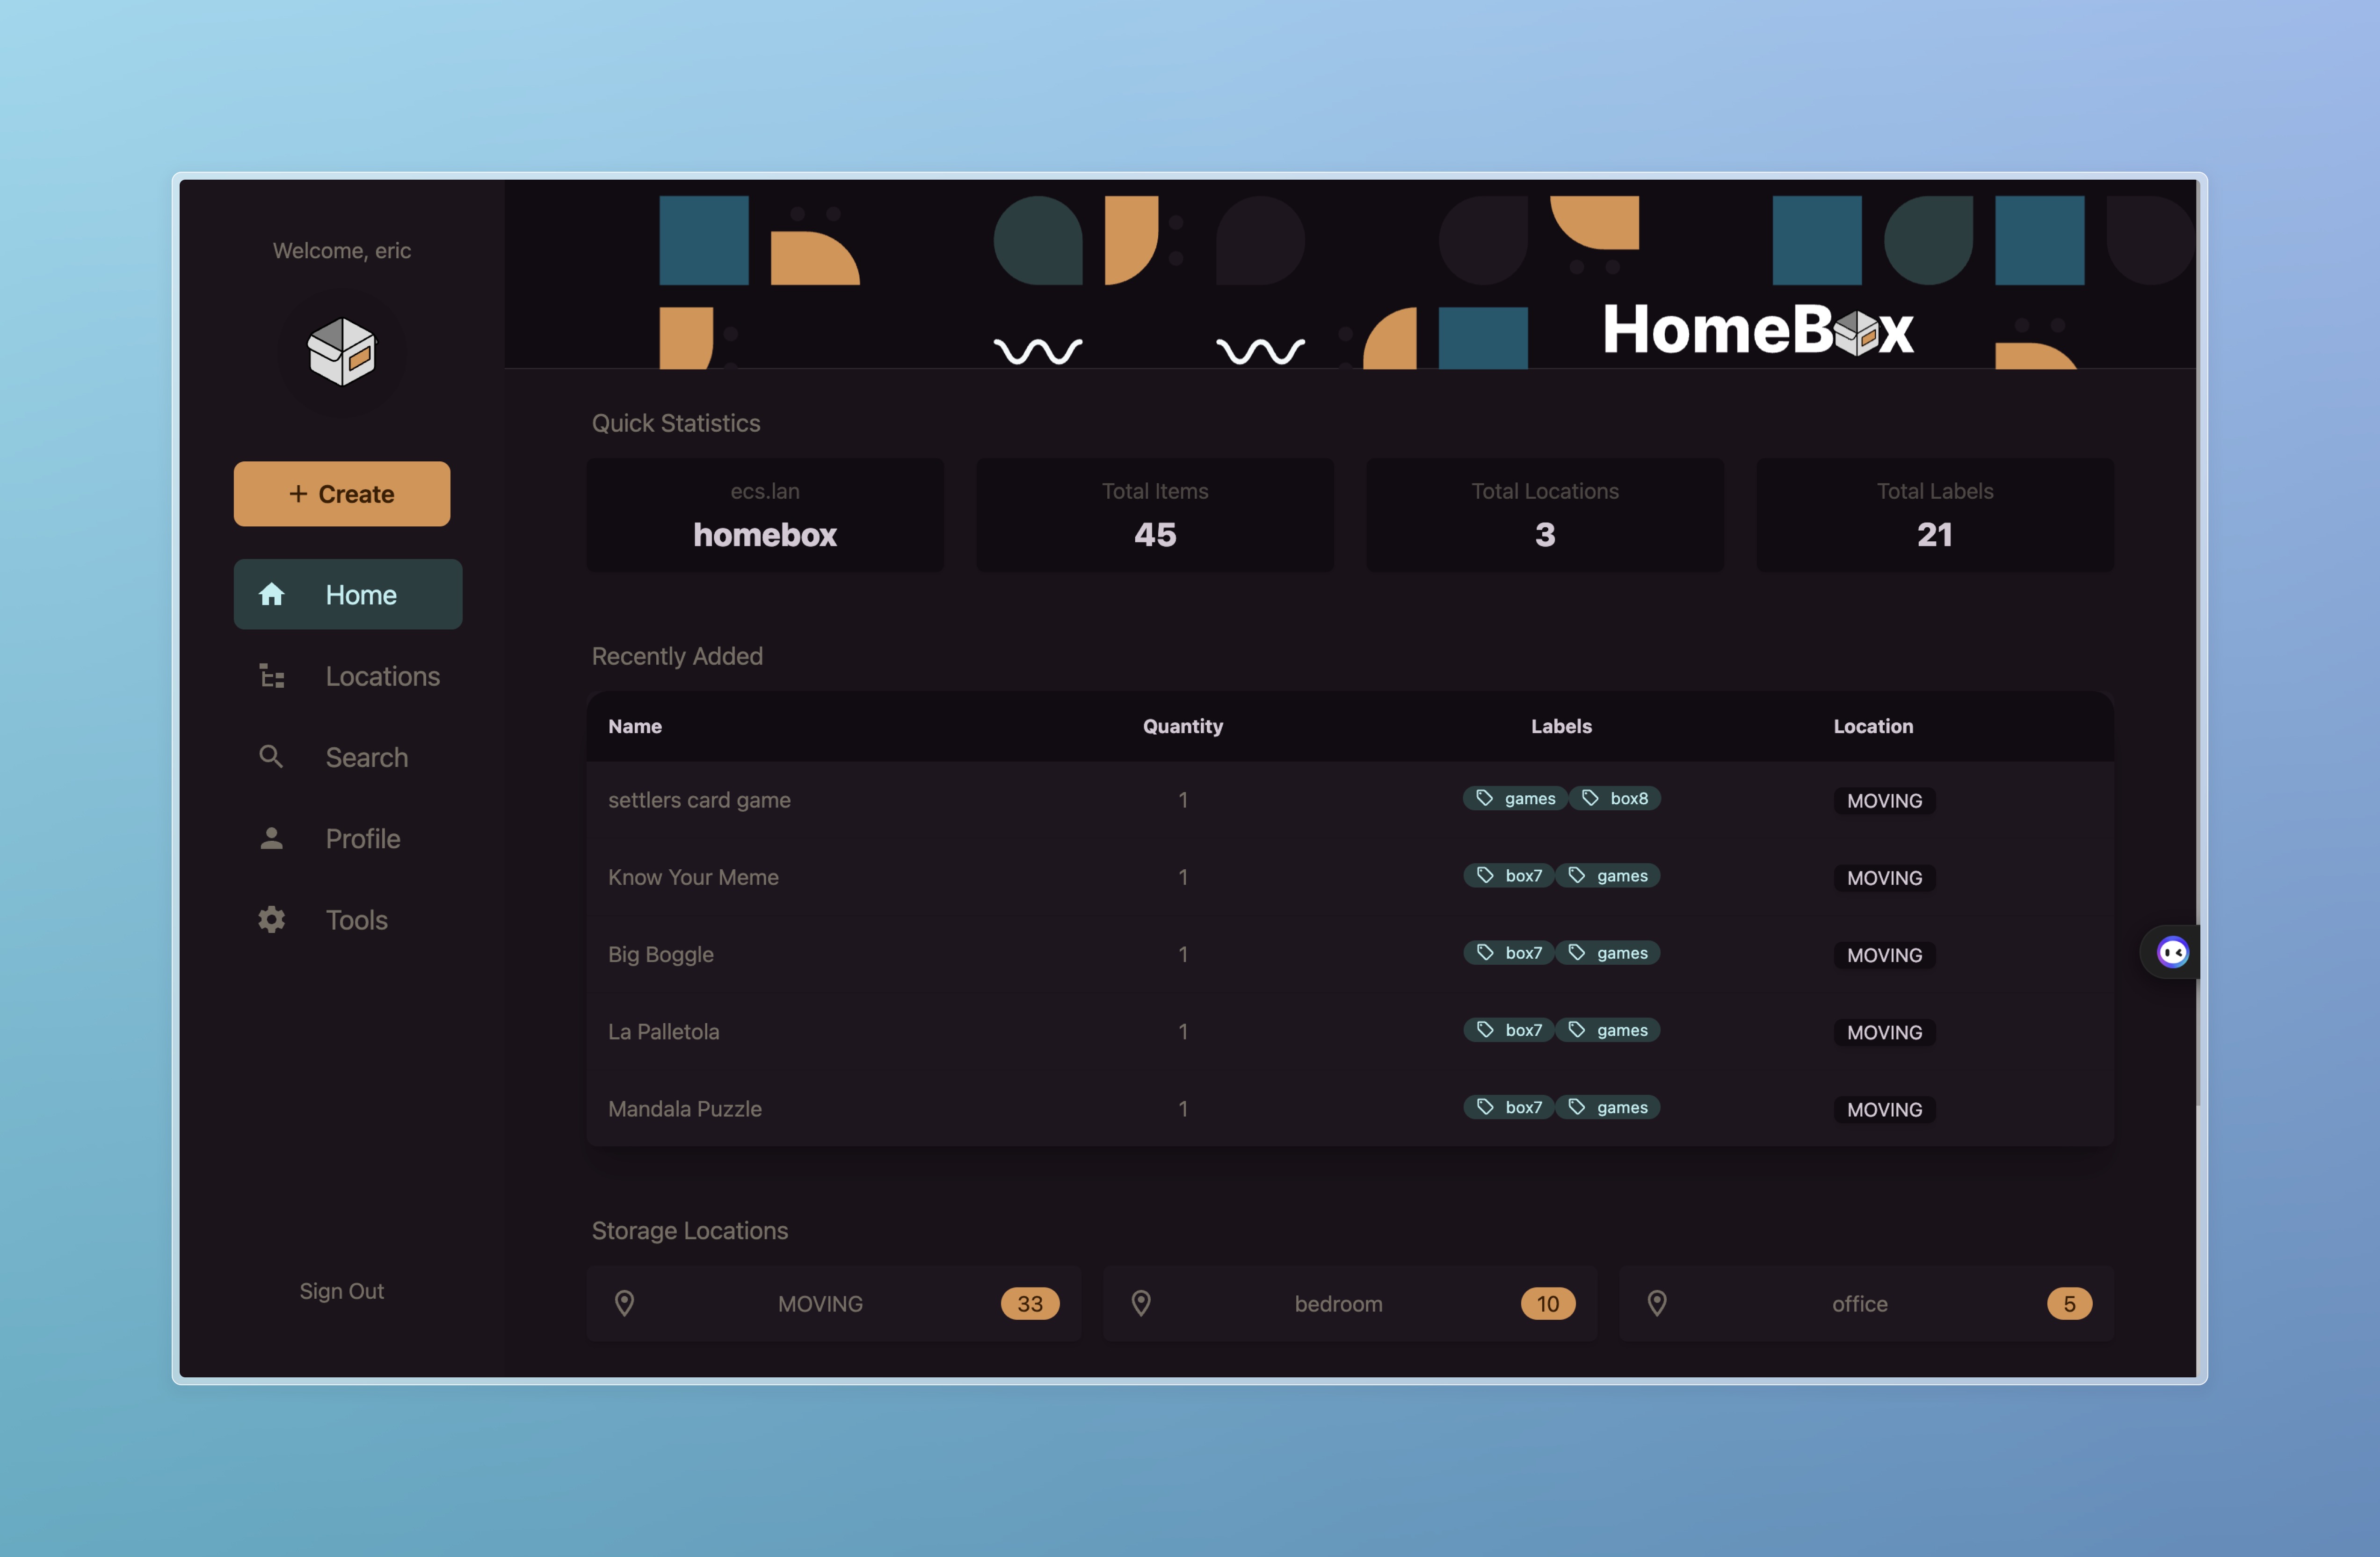 Welcome, eric
+ Create
Home
Locations
Search
Profile
Tools
Sign Out
HomeBox
Quick Statistics
ecs.lan
homebox
Total Items
45
Total Locations
3
Total Labels
21
Recently Added
Name Quantity Labels Location
settlers card game 1 games box8 MOVING
Know Your Meme 1 box7 games MOVING
Big Boggle 1 box7 games MOVING
La Palletola 1 box7 games MOVING
Mandala Puzzle 1 box7 games MOVING
Storage Locations
MOVING 33 bedroom 10 office 5